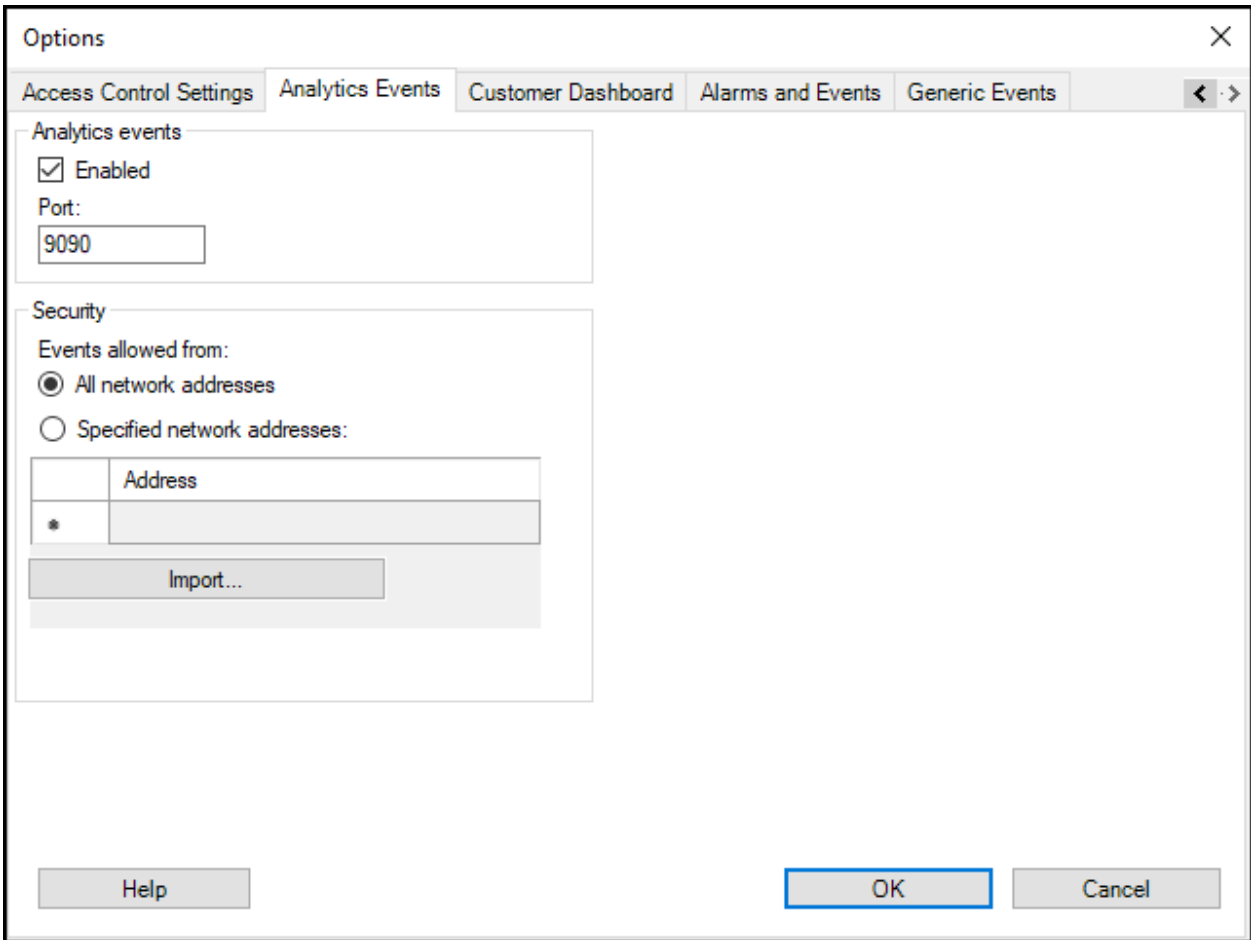 Options
Access Control Settings Analytics Events Customer Dashboard Alarms and Events Generic Events
Analytics events
Enabled
Port:
9090
Security
Events allowed from:
All network addresses
Specified network addresses:
Address
*
Import...
Help OK Cancel